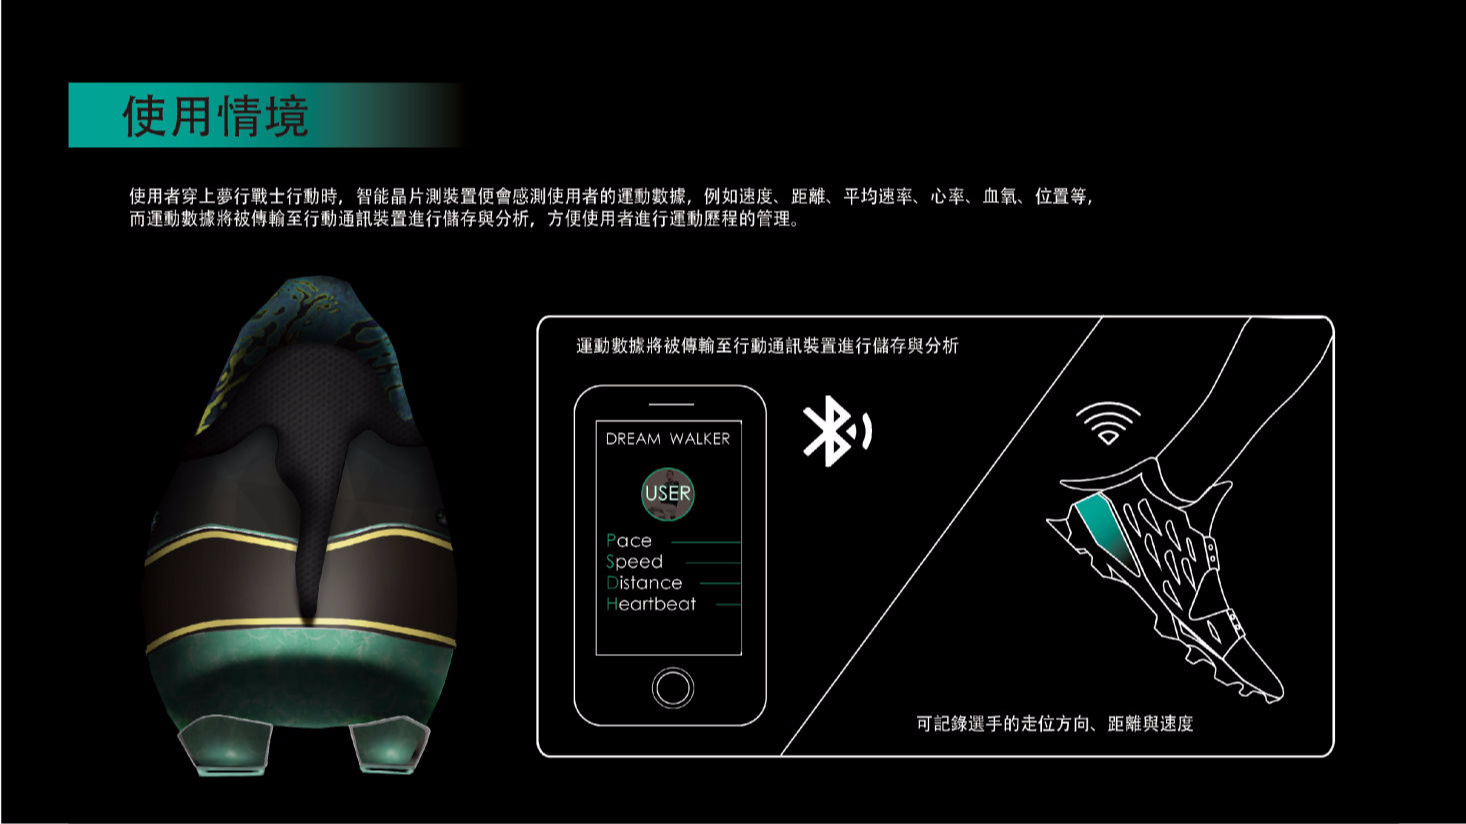 使用情境
使用者穿上夢行戰士行動時，智能晶片測裝置便會感測使用者的運動數據，例如速度、距離、平均速率、心率、血氧、位置等，
而運動數據將被傳輸至行動通訊裝置進行儲存與分析，方便使用者進行運動歷程的管理。
運動數據將被傳輸至行動通訊裝置進行儲存與分析
DREAM WALKER
USER
Pace
Speed
Distance
Heartbeat
可記錄選手的走位方向、距離與速度